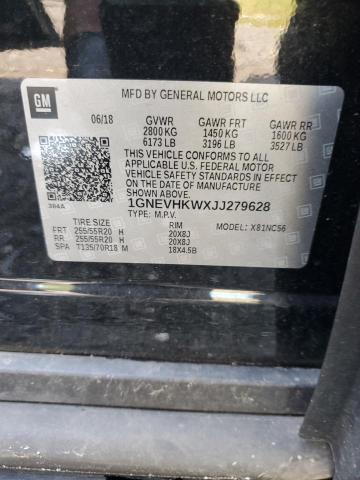 GM
MFD BY GENERAL MOTORS LLC
06/18 GVWR GAWR FRT GAWR RR
2800 KG 1450 KG 1600 KG
6173 LB 3196 LB 3527 LB
THIS VEHICLE CONFORMS TO ALL APPLICABLE
U.S. FEDERAL MOTOR
VEHICLE SAFETY STANDARDS IN EFFECT ON THE DATE
OF MANUFACTURE SHOWN ABOVE.
384A 1GNEVHKWXJJ279628
TYPE: M.P.V. MODEL: X81NC56
TIRE SIZE RIM
FRT 255/55R20 H 20X8J
RR 255/55R20 H 20X8J
SPA T135/70R18 M 18X4.5B